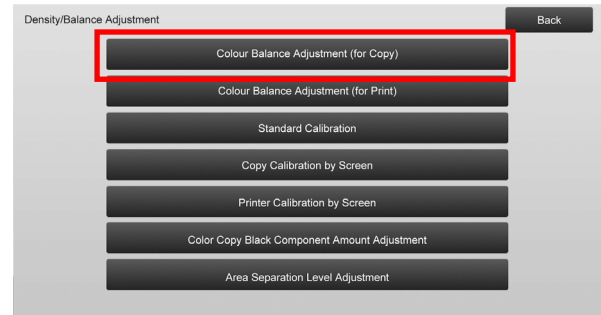 Density/Balance Adjustment
Back
Colour Balance Adjustment (for Copy)
Colour Balance Adjustment (for Print)
Standard Calibration
Copy Calibration by Screen
Printer Calibration by Screen
Color Copy Black Component Amount Adjustment
Area Separation Level Adjustment